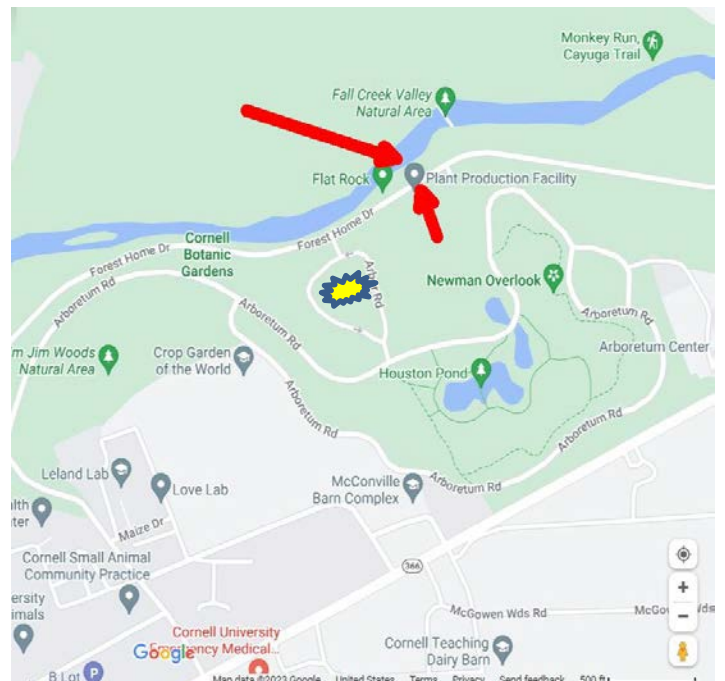 Monkey Run,
Cayuga Trail
Fall Creek Valley
Natural Area
Flat Rock
Plant Production Facility
Cornell
Botanic
Gardens
Forest Home Dr
Forest Home Dr
Arboretum Rd
Arboretum Rd
Newman Overlook
m Jim Woods
Natural Area
Crop Garden
of the World
Arboretum Center
Houston Pond
Arboretum Rd
Arboretum Rd
Arboretum Rd
Leland Lab
Love Lab
McConville
Barn Complex
Maize Dr
366
Cornell Small Animal
Community Practice
McGowen Wds Rd
Cornell University
Medical...
Cornell Teaching
Dairy Barn
Google
B Lot
P
Map data ©2023 Google United States Terms Privacy Send feedback 500 ft